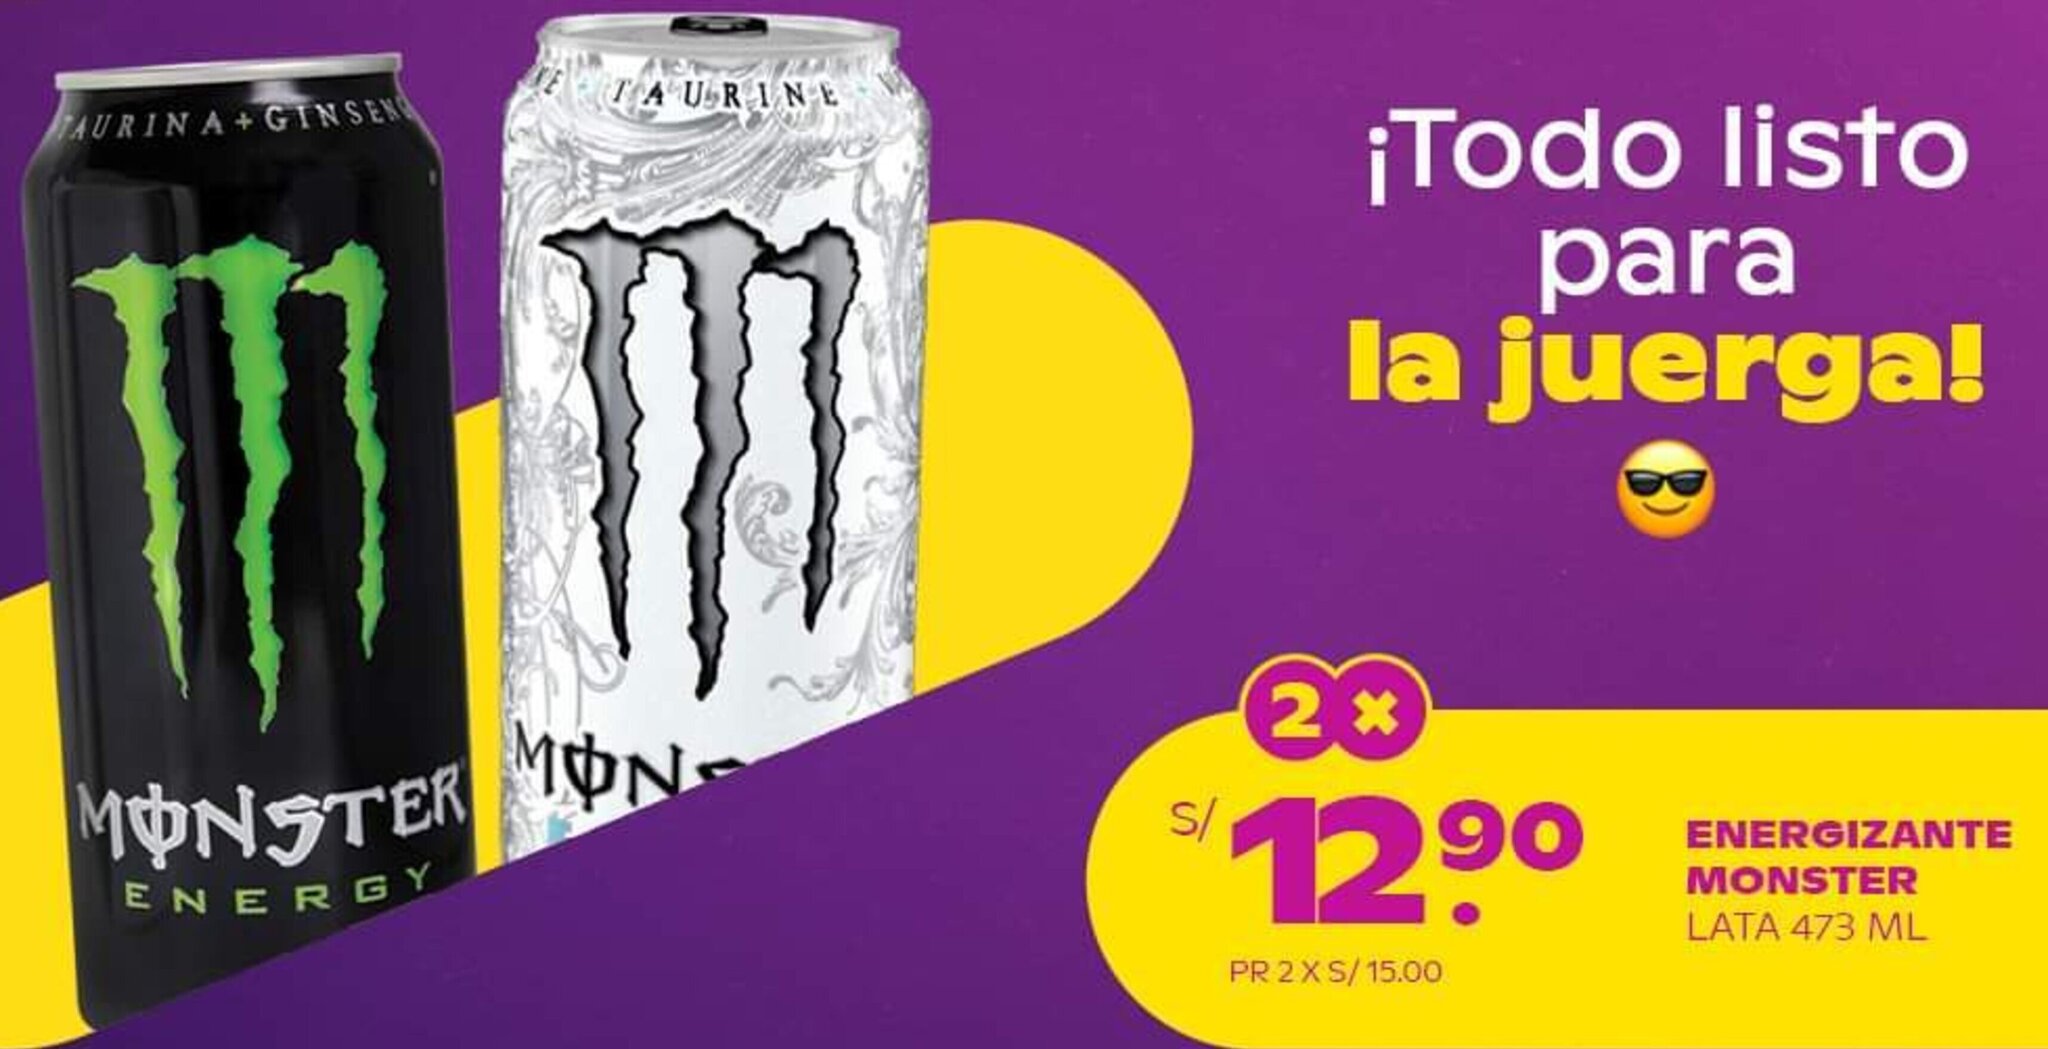 TAURINA+GINSENG
MONSTER
ENERGY
TAURINE
¡Todo listo
para
la juerga!
2x
S/ 12.90
PR 2 X S/ 15.00
ENERGIZANTE
MONSTER
LATA 473 ML